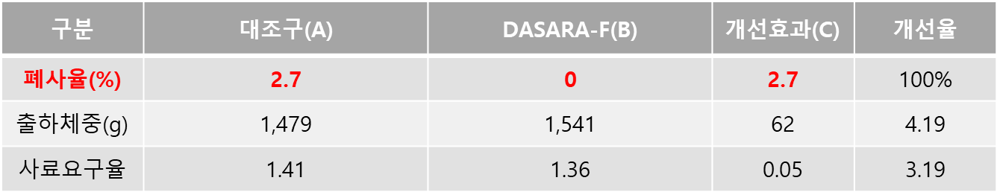 구분 대조구(A) DASARA-F(B) 개선효과(C) 개선율
폐사율(%) 2.7 0 2.7 100%
출하체중(g) 1,479 1,541 62 4.19
사료요구율 1.41 1.36 0.05 3.19